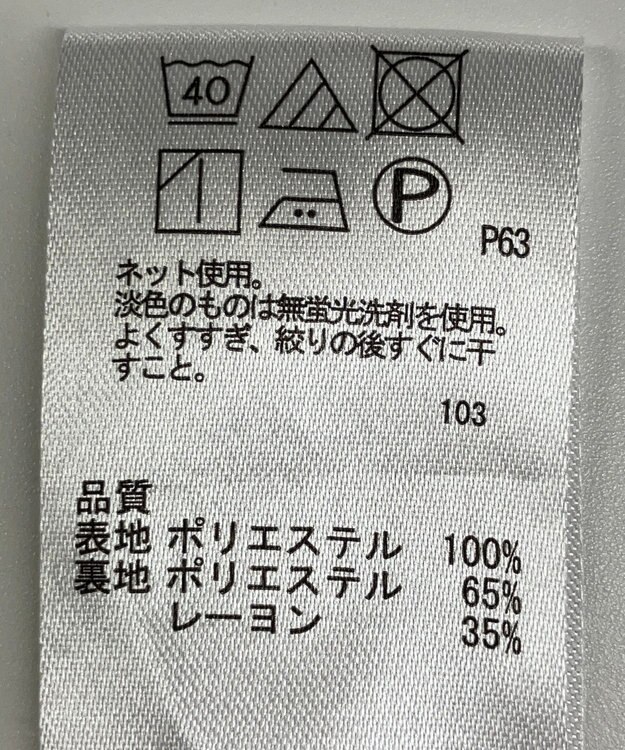 40
P
P63
ネット使用。
淡色のものは無蛍光洗剤を使用。
よくすすぎ、絞りの後すぐに干
すこと。
103
品質
表地 ポリエステル 100%
裏地 ポリエステル 65%
レーヨン 35%